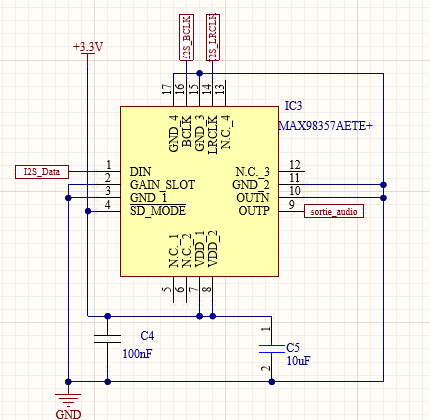 I2S_BCLK
I2S_LRCLK
+3.3V
17
16
15
14
13
IC3
GND_4
BCLK
GND_3
LRCLK
N.C._4
MAX98357AETE+
I2S_Data
1
DIN
N.C._3
12
2
GAIN_SLOT
GND_2
11
3
GND_1
OUTN
10
4
SD_MODE
OUTP
9
sortie_audio
N.C._1
N.C._2
VDD_1
VDD_2
5
6
7
8
C4
100nF
1
C5
10uF
2
GND